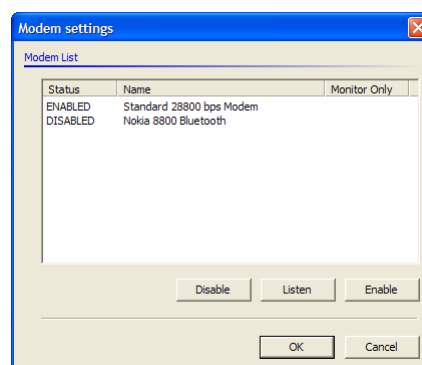 Modem settings
Modem List
Status Name Monitor Only
ENABLED Standard 28800 bps Modem
DISABLED Nokia 8800 Bluetooth
Disable Listen Enable
OK Cancel